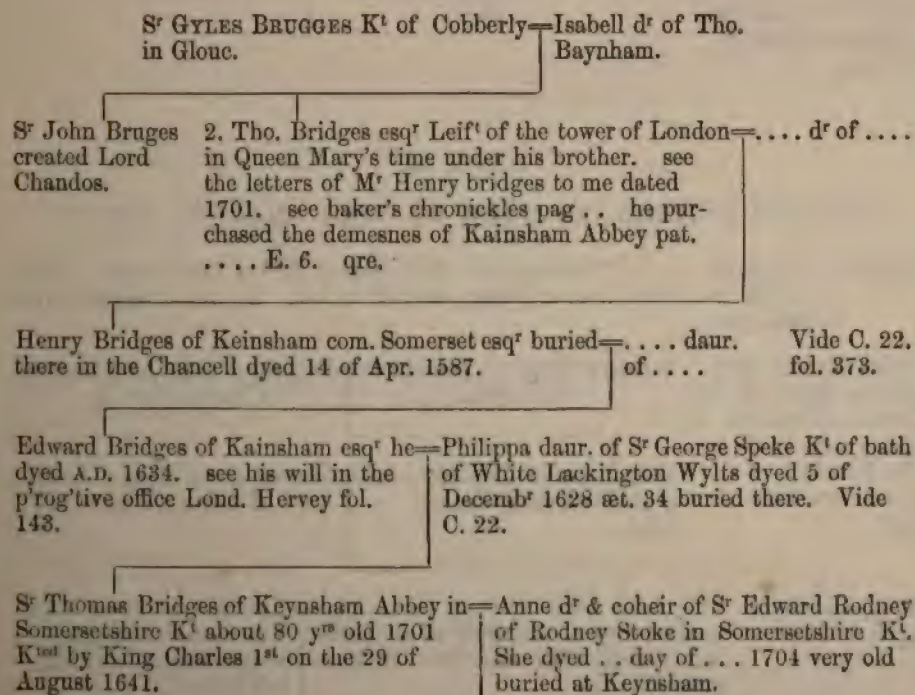 Sʳ GYLES BRUGGES Kᵗ of Cobberly=Isabell dʳ of Tho.
in Glouc. Baynham.
Sʳ John Bruges 2. Tho. Bridges esqʳ Leifᵗ of the tower of London=.... dʳ of ....
created Lord in Queen Mary's time under his brother. see
Chandos. the letters of Mʳ Henry bridges to me dated
1701. see baker's chronickles pag .. he pur-
chased the demesnes of Kainsham Abbey pat.
.... E. 6. qre.
Henry Bridges of Keinsham com. Somerset esqʳ buried=.... daur. Vide C. 22.
there in the Chancell dyed 14 of Apr. 1587. of .... fol. 373.
Edward Bridges of Kainsham esqʳ he=Philippa daur. of Sʳ George Speke Kᵗ of bath
dyed A.D. 1634. see his will in the of White Lackington Wylts dyed 5 of
p'rog'tive office Lond. Hervey fol. Decembʳ 1628 æt. 34 buried there. Vide
143. C. 22.
Sʳ Thomas Bridges of Keynsham Abbey in=Anne dʳ & coheir of Sʳ Edward Rodney
Somersetshire Kᵗ about 80 yʳˢ old 1701 of Rodney Stoke in Somersetshire Kᵗ.
Kᵗᵉᵈ by King Charles 1ˢᵗ on the 29 of She dyed .. day of ... 1704 very old
August 1641. buried at Keynsham.